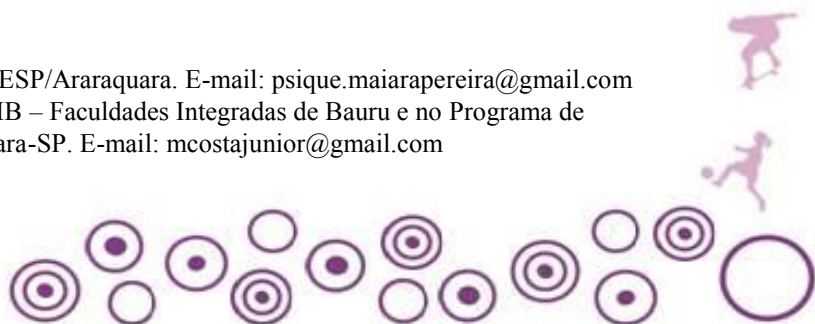 ESP/Araraquara. E-mail: psique.maiarapereira@gmail.com
IB – Faculdades Integradas de Bauru e no Programa de
ara-SP. E-mail: mcostajunior@gmail.com